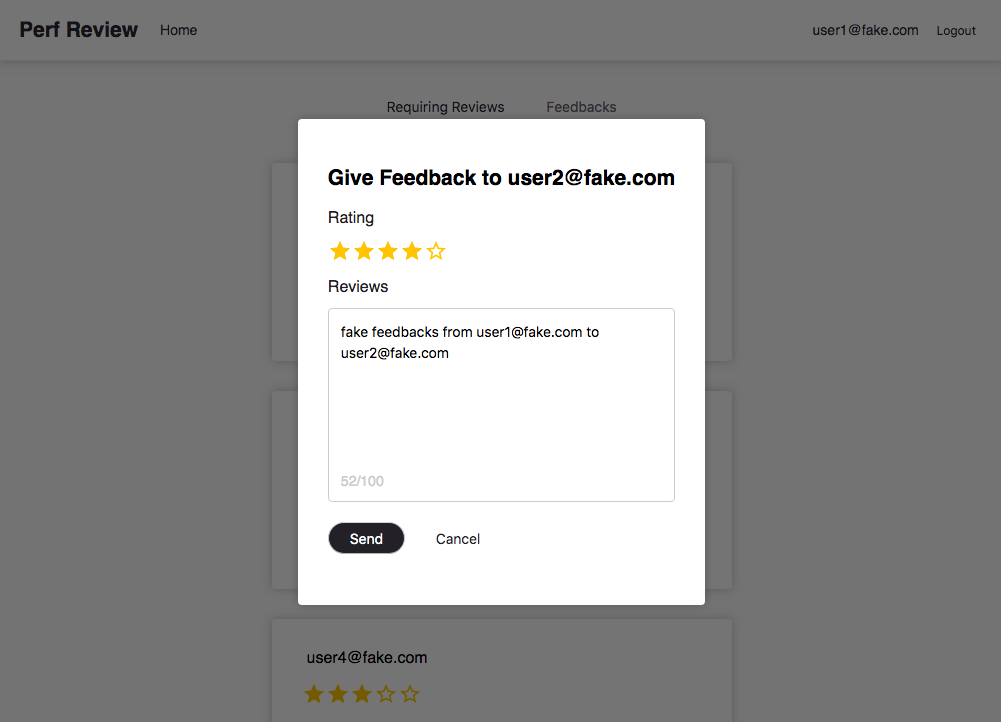 Perf Review Home user1@fake.com Logout
Requiring Reviews Feedbacks
Give Feedback to user2@fake.com
Rating
Reviews
fake feedbacks from user1@fake.com to
user2@fake.com
52/100
Send Cancel
user4@fake.com